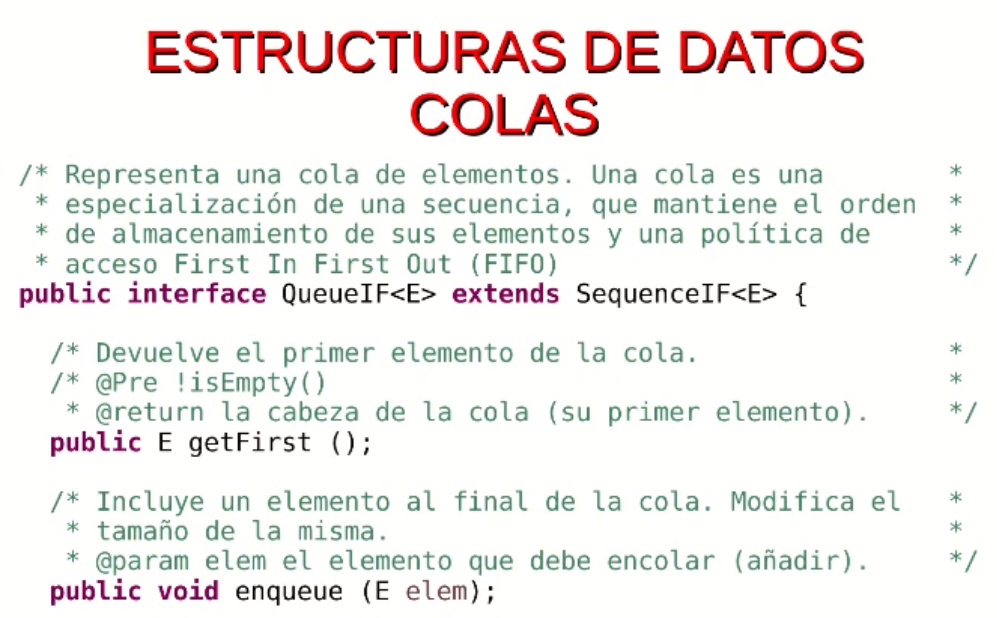 ESTRUCTURAS DE DATOS
COLAS
/* Representa una cola de elementos. Una cola es una *
* especialización de una secuencia, que mantiene el orden *
* de almacenamiento de sus elementos y una política de *
* acceso First In First Out (FIFO) */
public interface QueueIF<E> extends SequenceIF<E> {
/* Devuelve el primer elemento de la cola. *
/* @Pre !isEmpty() *
* @return la cabeza de la cola (su primer elemento). */
public E getFirst ();
/* Incluye un elemento al final de la cola. Modifica el *
* tamaño de la misma. *
* @param elem el elemento que debe encolar (añadir). */
public void enqueue (E elem);